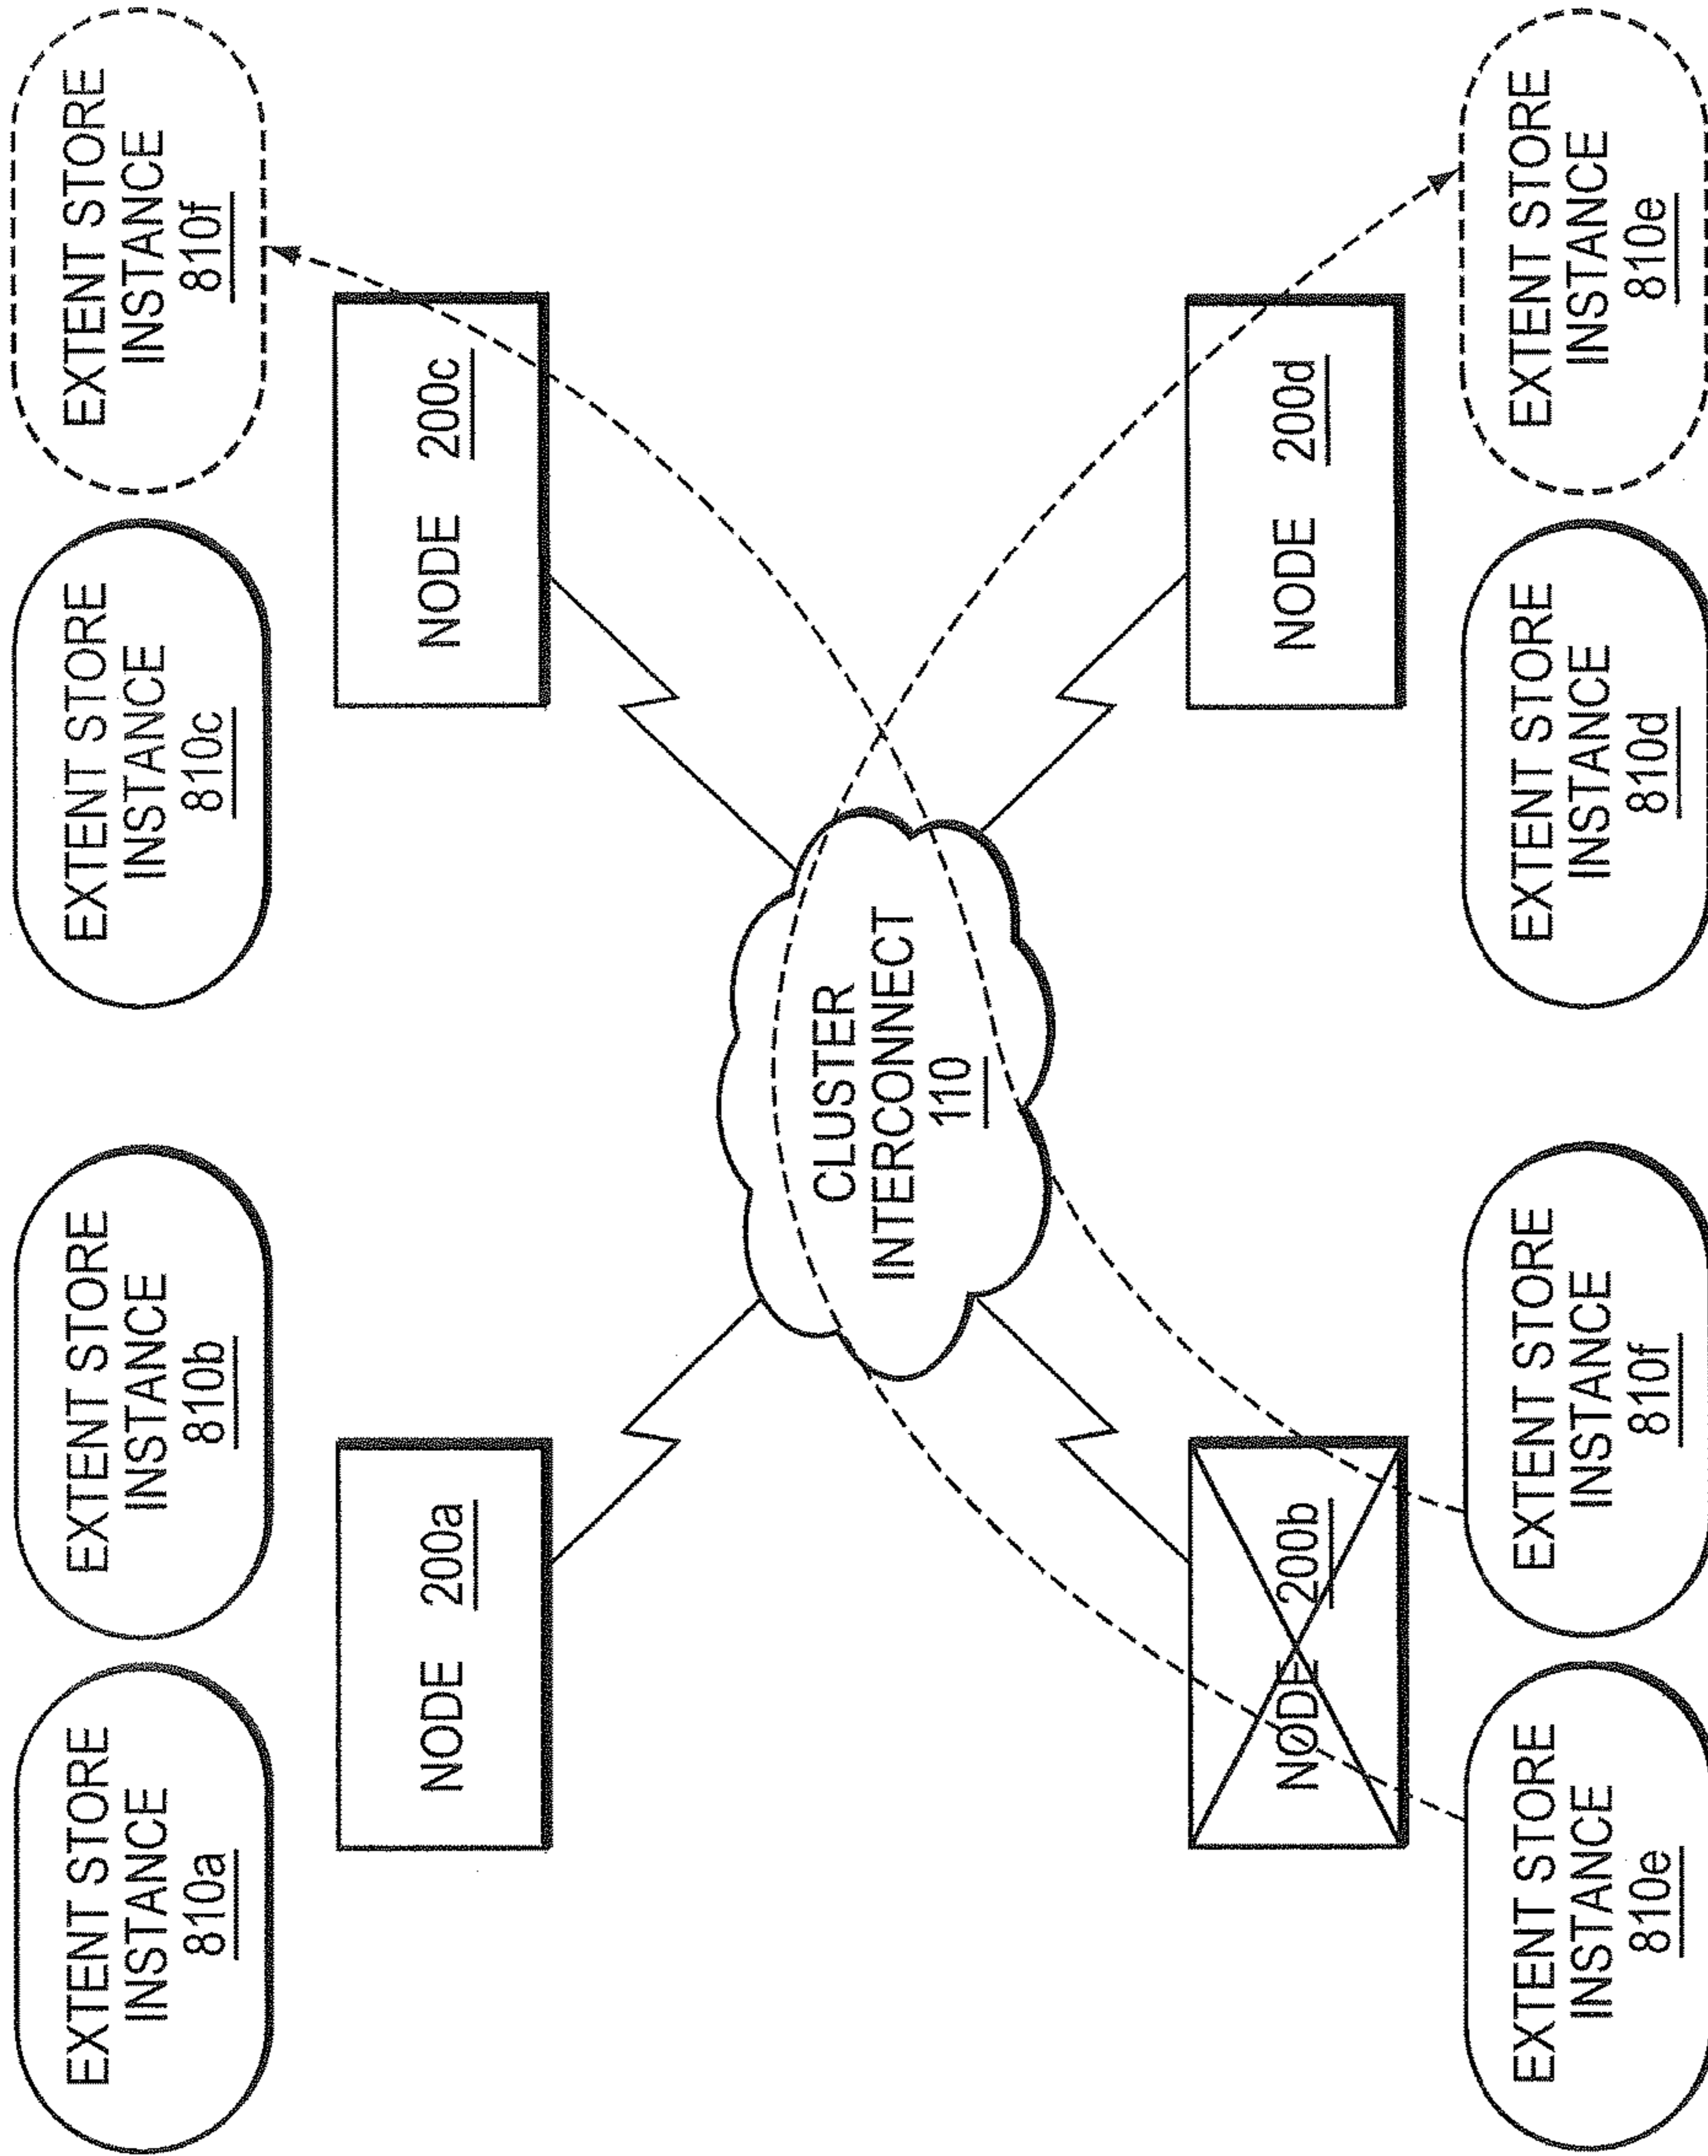 EXTENT STORE
INSTANCE
810a
EXTENT STORE
INSTANCE
810b
EXTENT STORE
INSTANCE
810c
EXTENT STORE
INSTANCE
810f
NODE 200a
NODE 200c
CLUSTER
INTERCONNECT
110
NODE 200b
NODE 200d
EXTENT STORE
INSTANCE
810e
EXTENT STORE
INSTANCE
810f
EXTENT STORE
INSTANCE
810d
EXTENT STORE
INSTANCE
810e